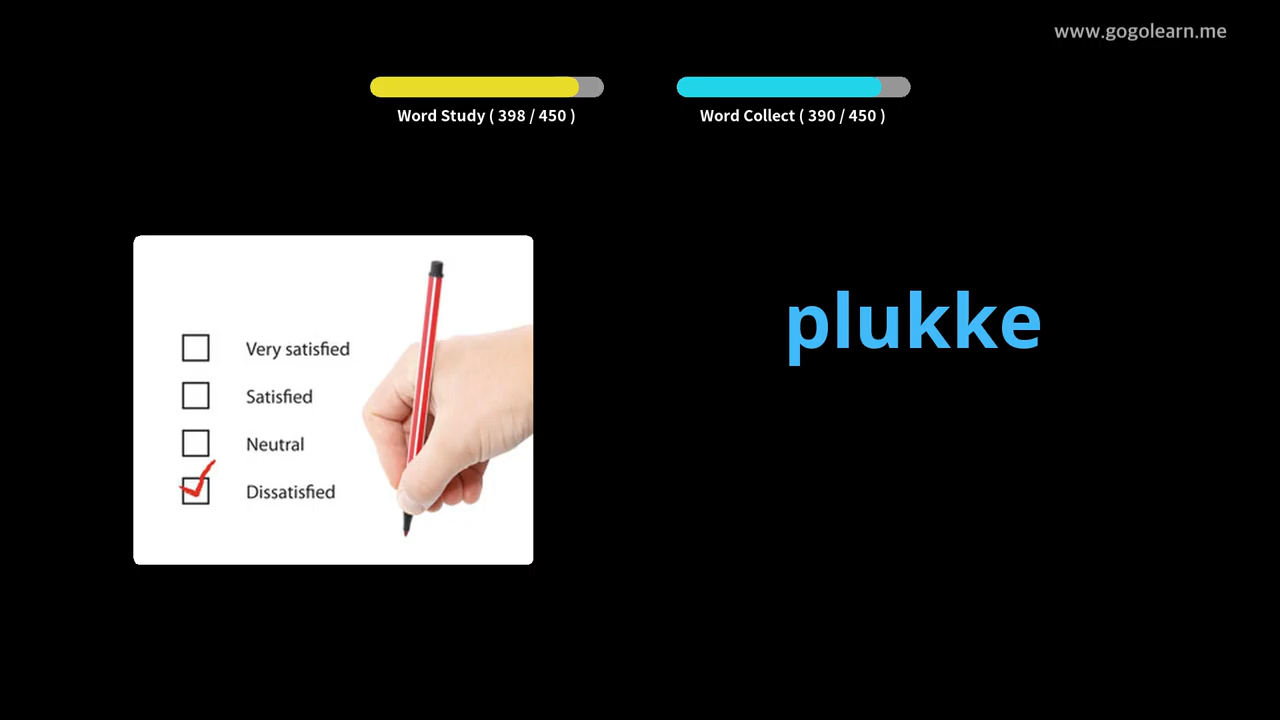 www.gogolearn.me
Word Study ( 398 / 450 )
Word Collect ( 390 / 450 )
Very satisfied
Satisfied
Neutral
Dissatisfied
plukke